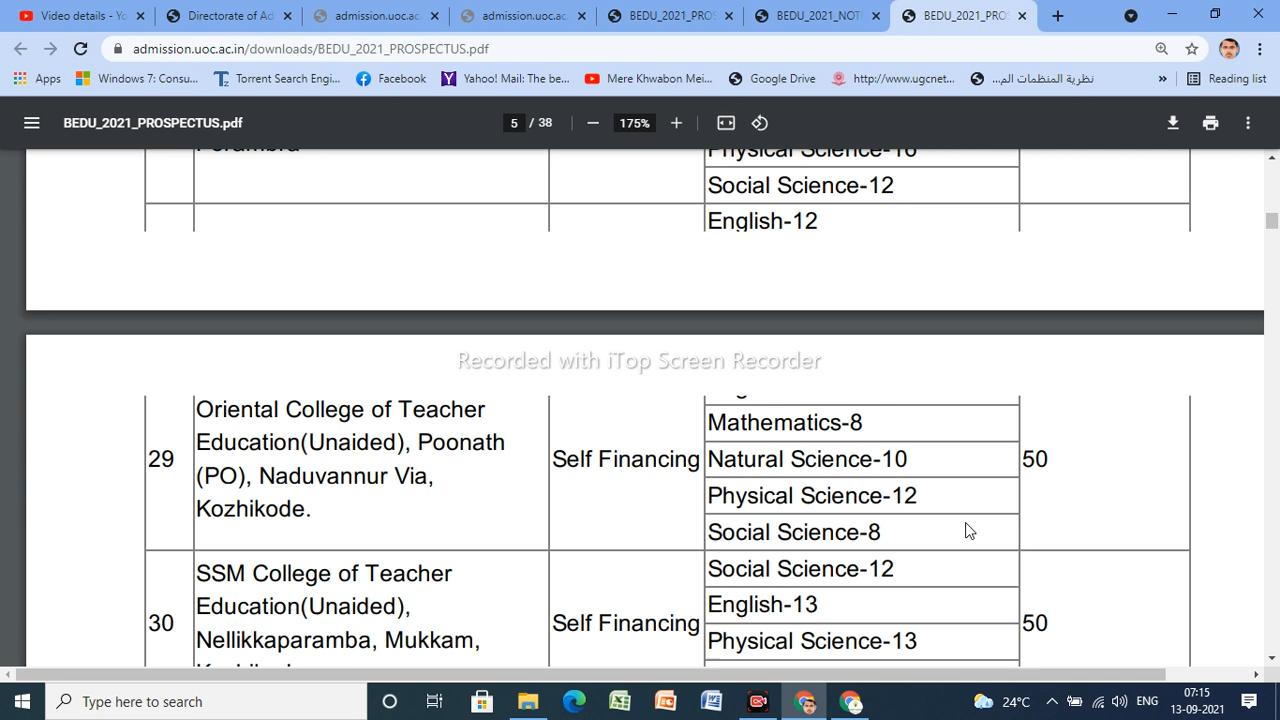 Video details - Yo
Directorate of Ad
admission.uoc.ac.
admission.uoc.ac.
BEDU_2021_PROS
BEDU_2021_NOTI
BEDU_2021_PROS
admission.uoc.ac.in/downloads/BEDU_2021_PROSPECTUS.pdf
Apps
Windows 7: Consu...
Torrent Search Engi...
Facebook
Yahoo! Mail: The be...
Mere Khwabon Mei...
Google Drive
http://www.ugcnet...
نظرية المنظمات الم...
»
Reading list
BEDU_2021_PROSPECTUS.pdf
5 / 38
175%
Perambra
Physical Science-16
Social Science-12
English-12
Recorded with iTop Screen Recorder
29
Oriental College of Teacher
Education(Unaided), Poonath
(PO), Naduvannur Via,
Kozhikode.
Self Financing
Mathematics-8
Natural Science-10
Physical Science-12
Social Science-8
50
30
SSM College of Teacher
Education(Unaided),
Nellikkaparamba, Mukkam,
Self Financing
Social Science-12
English-13
Physical Science-13
50
Type here to search
24°C
ENG
07:15
13-09-2021